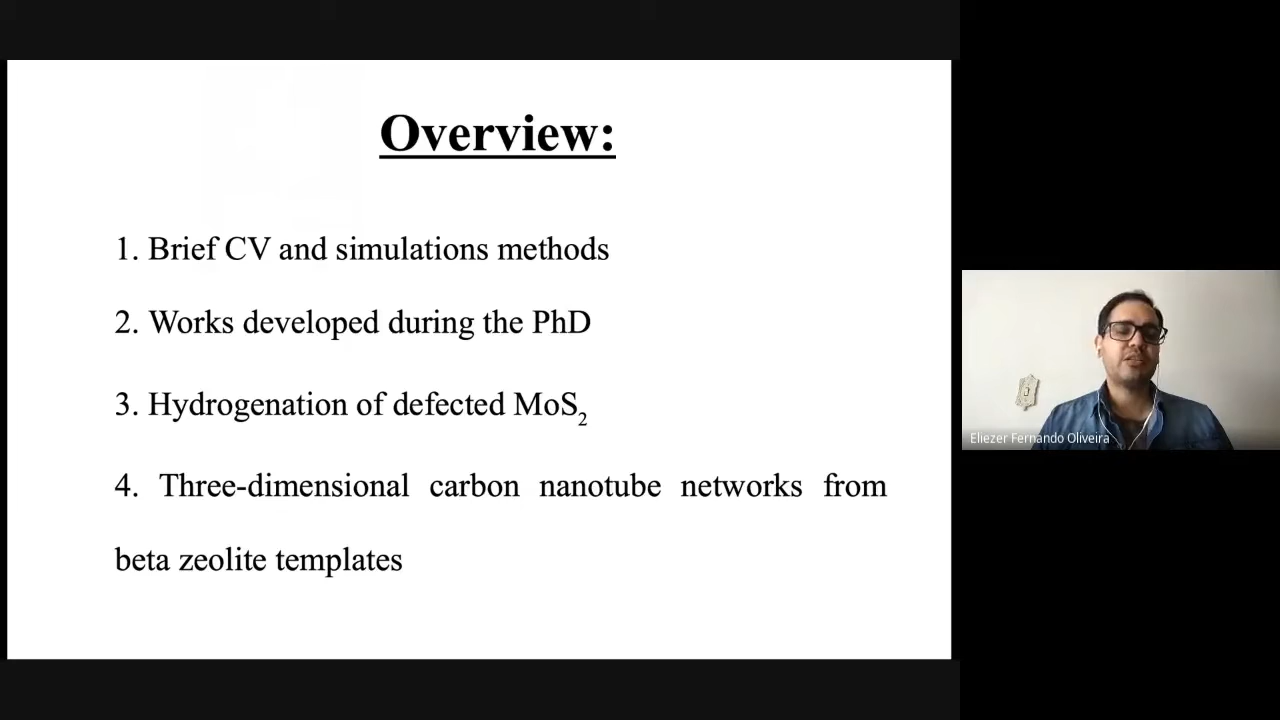 Overview:
1. Brief CV and simulations methods
2. Works developed during the PhD
3. Hydrogenation of defected MoS₂
4. Three-dimensional carbon nanotube networks from
beta zeolite templates
Eliezer Fernando Oliveira